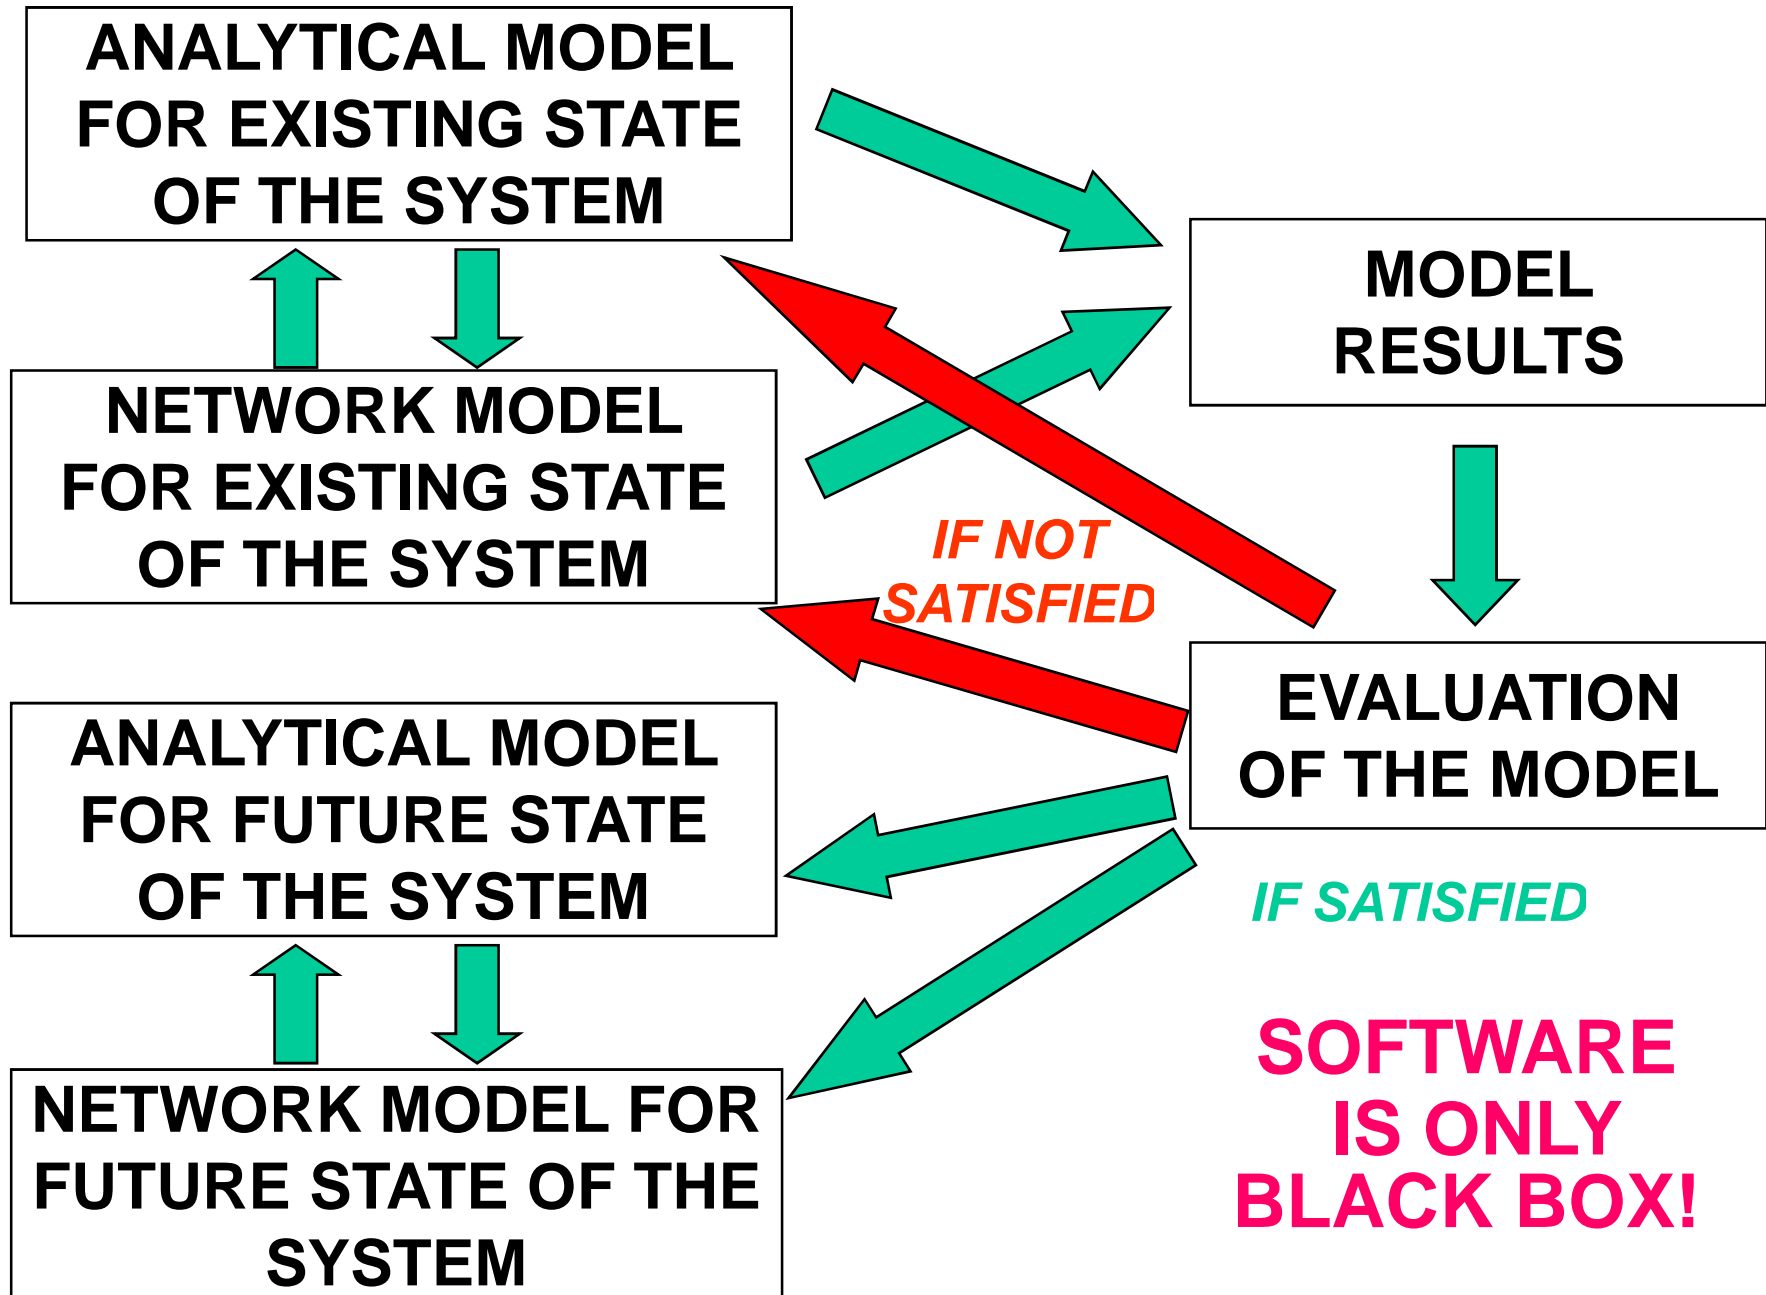 ANALYTICAL MODEL
FOR EXISTING STATE
OF THE SYSTEM
MODEL
RESULTS
NETWORK MODEL
FOR EXISTING STATE
OF THE SYSTEM
IF NOT
SATISFIED
EVALUATION
OF THE MODEL
ANALYTICAL MODEL
FOR FUTURE STATE
OF THE SYSTEM
IF SATISFIED
NETWORK MODEL FOR
FUTURE STATE OF THE
SYSTEM
SOFTWARE
IS ONLY
BLACK BOX!